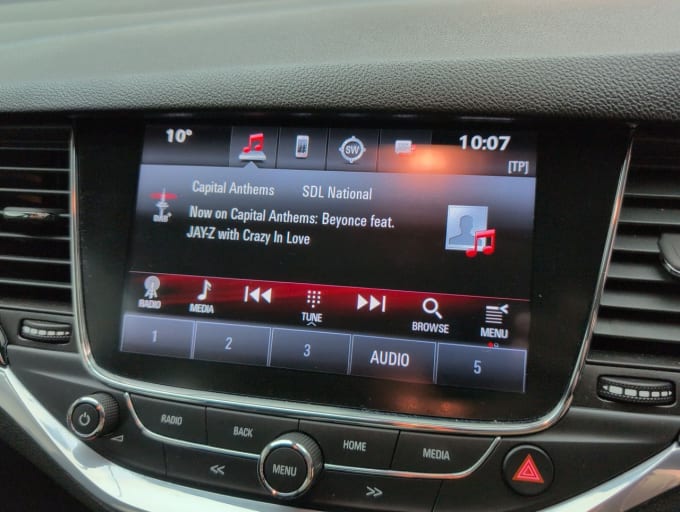 10°
SW
10:07
[TP]
Capital Anthems SDL National
DAB+
Now on Capital Anthems: Beyonce feat.
JAY-Z with Crazy In Love
RADIO
MEDIA
TUNE
BROWSE
MENU
1
2
3
AUDIO
5
RADIO
BACK
HOME
MEDIA
MENU